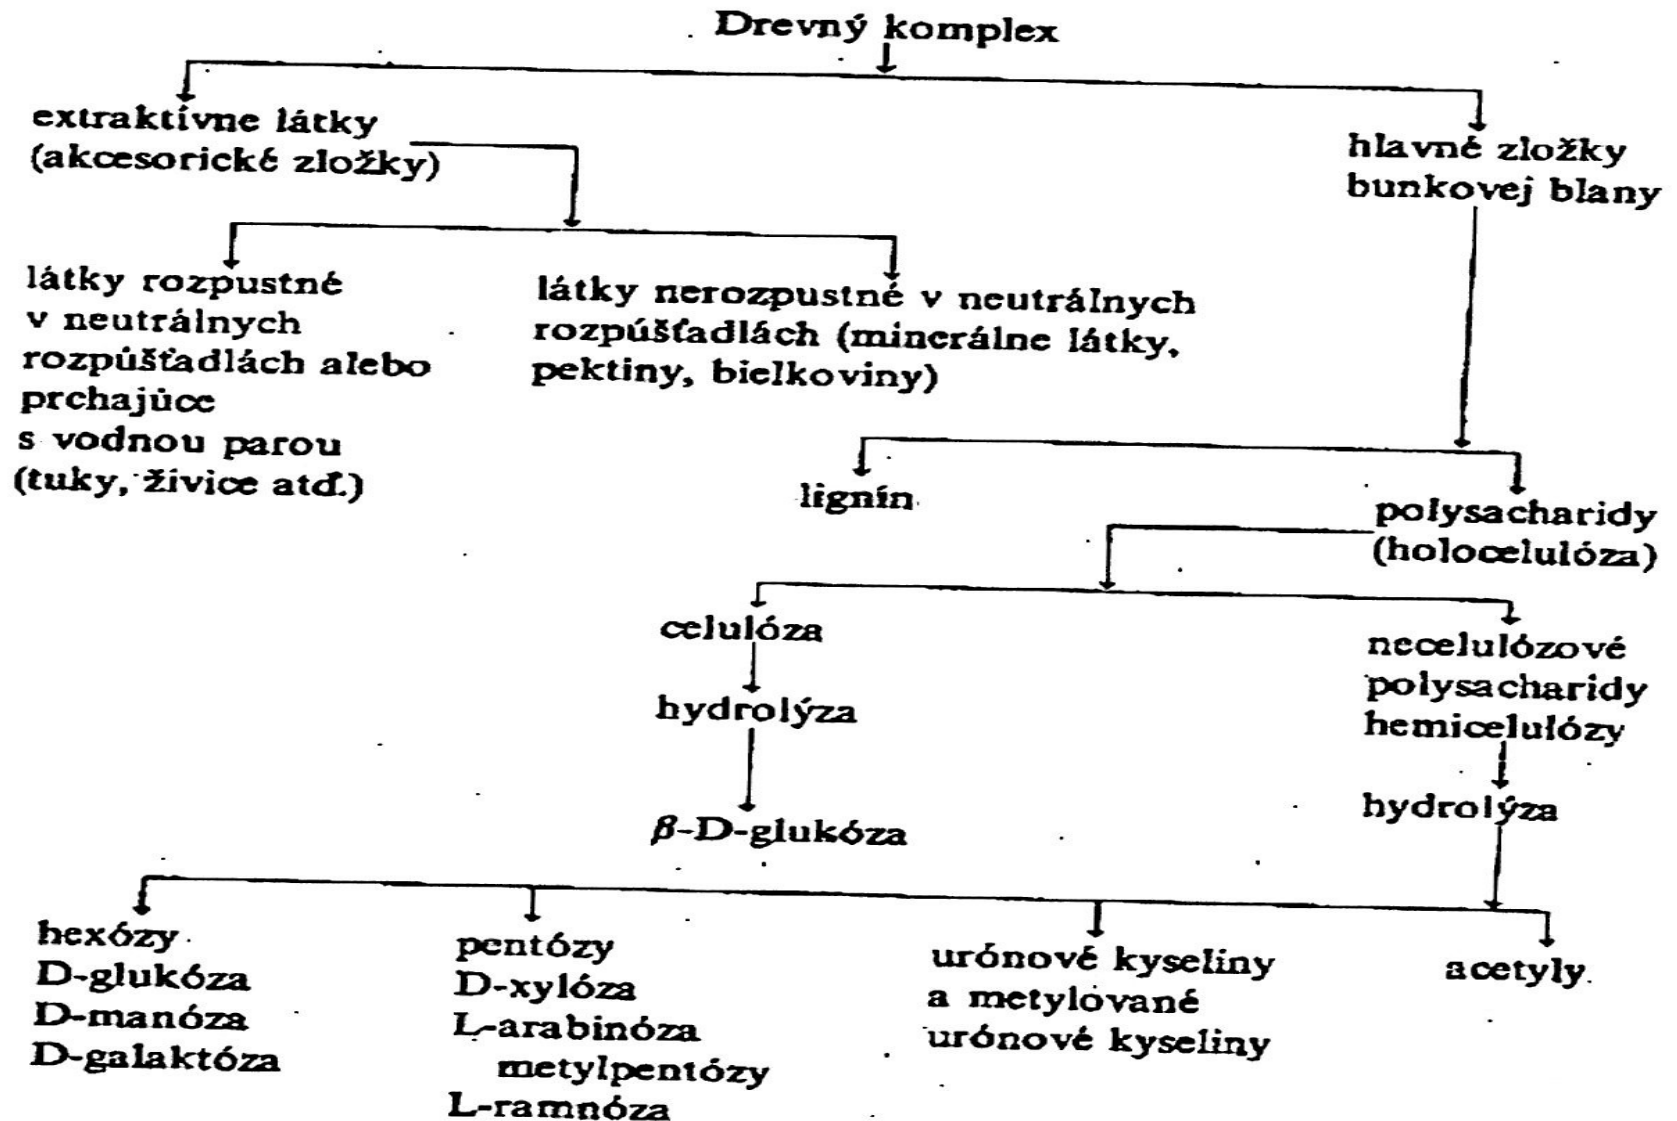 Drevný komplex
extraktívne látky
(akcesorické zložky)
hlavné zložky
bunkovej blany
látky rozpustné
v neutrálnych
rozpúšťadlách alebo
prchajúce
s vodnou parou
(tuky, živice atď.)
látky nerozpustné v neutrálnych
rozpúšťadlách (minerálne látky,
pektiny, bielkoviny)
lignín
polysacharidy
(holocelulóza)
celulóza
hydrolýza
β-D-glukóza
necelulózové
polysacharidy
hemicelulózy
hydrolýza
hexózy
D-glukóza
D-manóza
D-galaktóza
pentózy
D-xylóza
L-arabinóza
metylpentózy
L-ramnóza
urónové kyseliny
a metylované
urónové kyseliny
acetyly